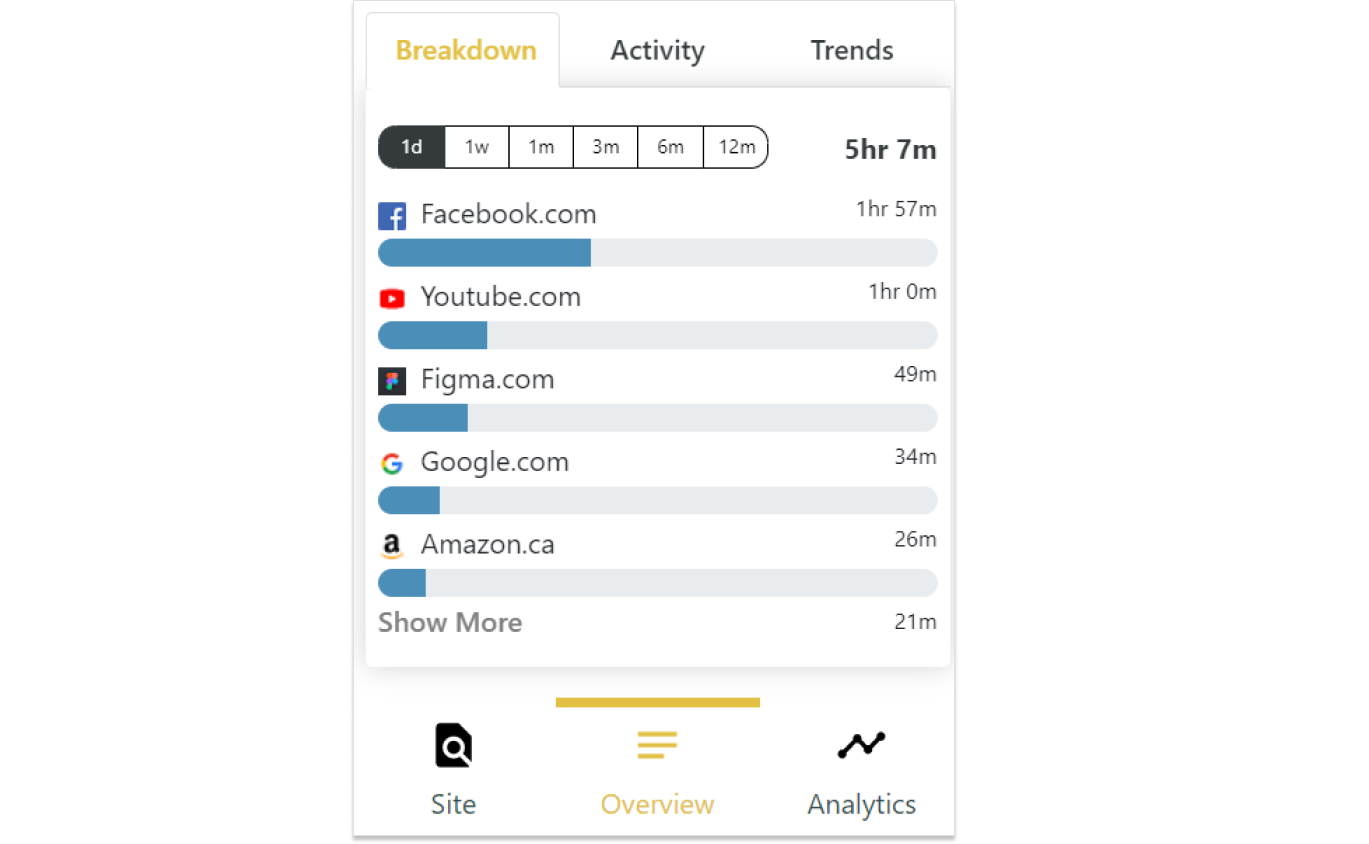 Breakdown Activity Trends
1d 1w 1m 3m 6m 12m 5hr 7m
Facebook.com 1hr 57m
Youtube.com 1hr 0m
Figma.com 49m
Google.com 34m
a Amazon.ca 26m
Show More 21m
Site Overview Analytics